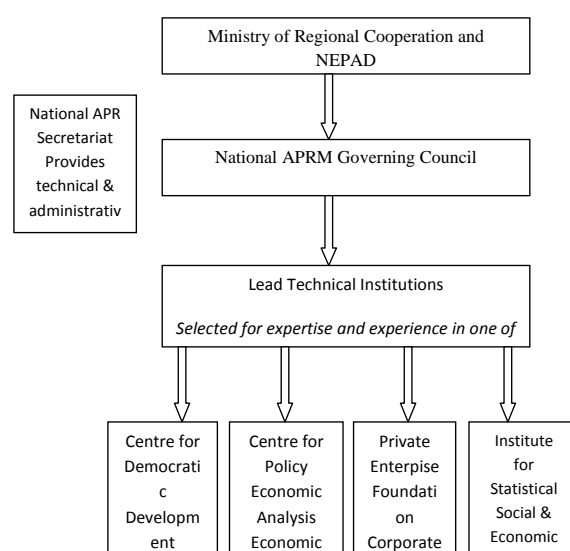 Ministry of Regional Cooperation and
NEPAD
National APR
Secretariat
Provides
technical &
administrativ
National APRM Governing Council
Lead Technical Institutions
Selected for expertise and experience in one of
Centre for
Democrati
c
Developm
ent
Centre for
Policy
Economic
Analysis
Economic
Private
Enterpise
Foundati
on
Corporate
Institute
for
Statistical
Social &
Economic